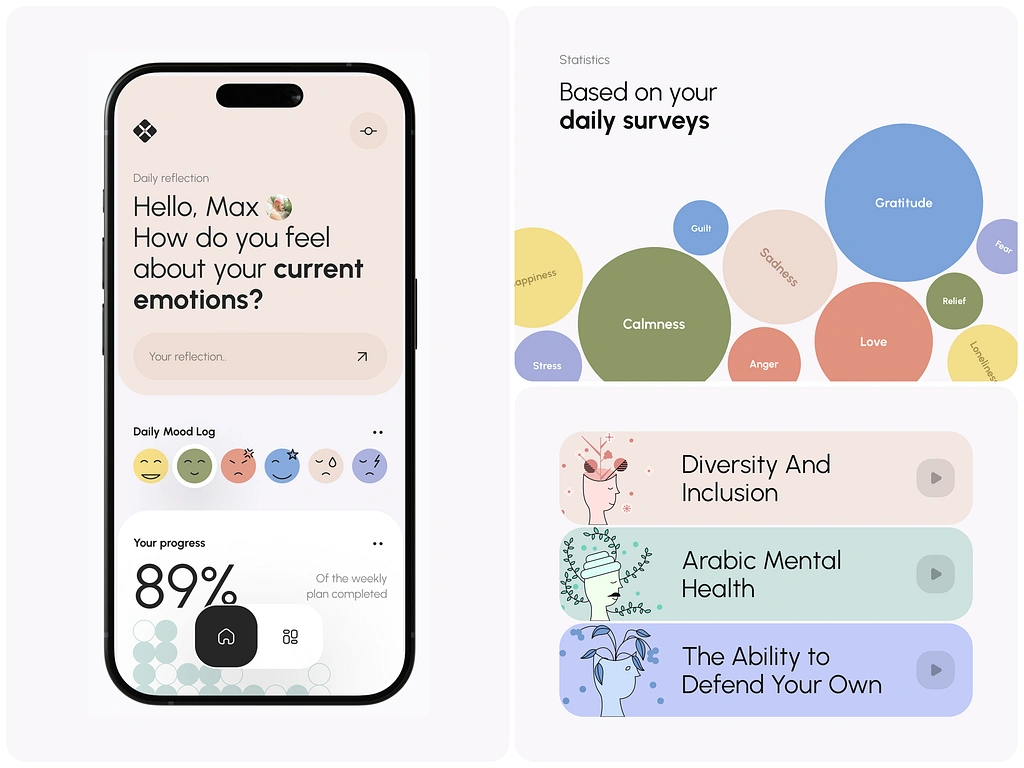 Daily reflection
Hello, Max
How do you feel
about your current
emotions?
Your reflection..
Daily Mood Log
Your progress
89%
Of the weekly
plan completed
Statistics
Based on your
daily surveys
Gratitude
Guilt
Fear
Sadness
appiness
Relief
Calmness
Love
Loneliness
Anger
Stress
Diversity And
Inclusion
Arabic Mental
Health
The Ability to
Defend Your Own